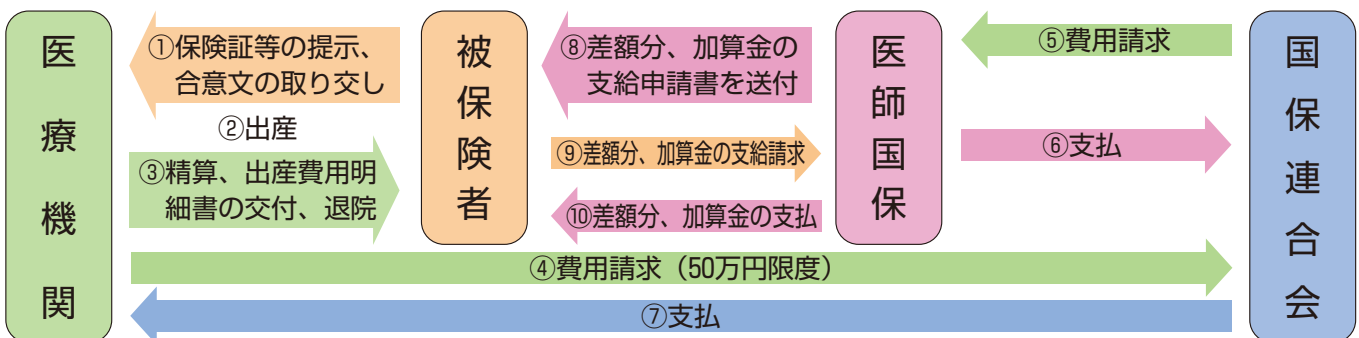 医療機関
①保険証等の提示、
合意文の取り交し
②出産
③精算、出産費用明
細書の交付、退院
被保険者
⑧差額分、加算金の
支給申請書を送付
⑨差額分、加算金の支給請求
⑩差額分、加算金の支払
医師国保
⑤費用請求
⑥支払
国保連合会
④費用請求（50万円限度）
⑦支払